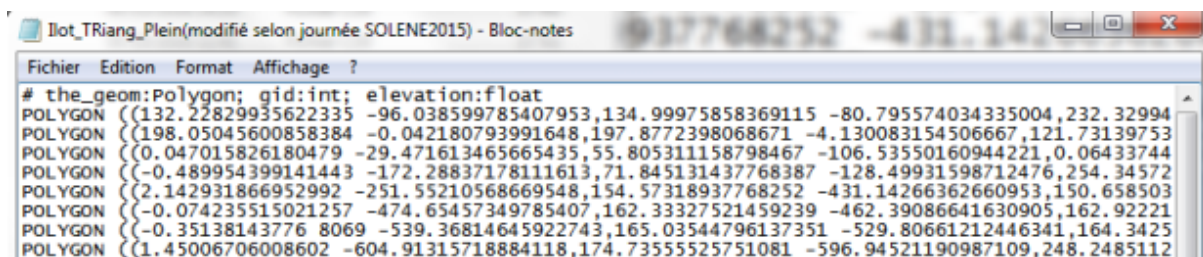 937768252 -431.142
Ilot_TRiang_Plein(modifié selon journée SOLENE2015) - Bloc-notes
Fichier Edition Format Affichage ?
# the_geom:Polygon; gid:int; elevation:float
POLYGON ((132.22829935622335 -96.038599785407953,134.99975858369115 -80.795574034335004,232.32994
POLYGON ((198.05045600858384 -0.042180793991648,197.8772398068671 -4.130083154506667,121.73139753
POLYGON ((0.047015826180479 -29.471613465665435,55.805311158798467 -106.53550160944221,0.06433744
POLYGON ((-0.489954399141443 -172.28837178111613,71.845131437768387 -128.49931598712476,254.34572
POLYGON ((2.142931866952992 -251.55210568669548,154.57318937768252 -431.14266362660953,150.658503
POLYGON ((-0.074235515021257 -474.65457349785407,162.33327521459239 -462.39086641630905,162.92221
POLYGON ((-0.35138143776 8069 -539.36814645922743,165.03544796137351 -529.80661212446341,164.3425
POLYGON ((1.45006706008602 -604.91315718884118,174.73555525751081 -596.94521190987109,248.2485112